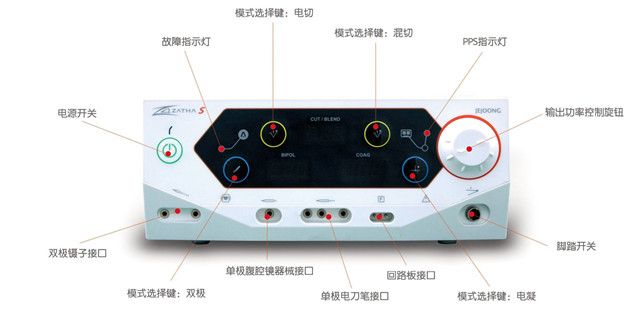 模式选择键：电切
模式选择键：混切
故障指示灯
PPS指示灯
电源开关
输出功率控制旋钮
ZATHA S
JEJOONG
CUT / BLEND
BIPOL
COAG
双极镊子接口
单极腹腔镜器械接口
回路板接口
脚踏开关
模式选择键：双极
单极电刀笔接口
模式选择键：电凝